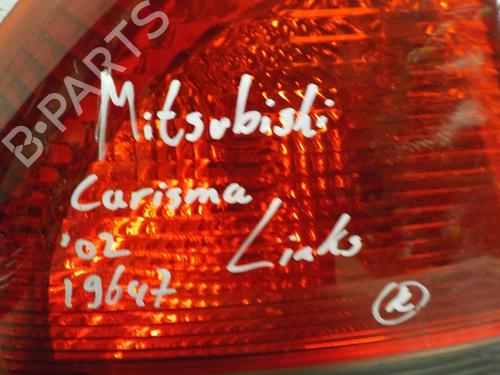 B-PARTS
Mitsubishi
Carisma
'02 Links
19647
R